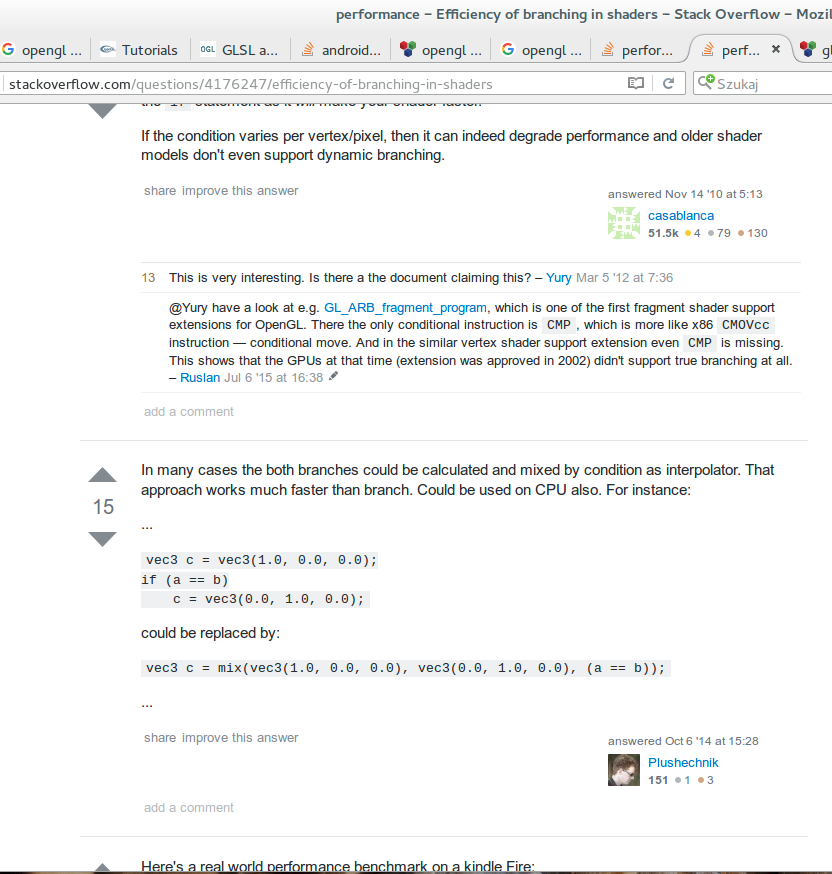 performance – Efficiency of branching in shaders – Stack Overflow – Mozil
opengl ...
Tutorials
OGL GLSL a...
android...
opengl ...
opengl ...
perfor...
perf... ×
gl
stackoverflow.com/questions/4176247/efficiency-of-branching-in-shaders
Szukaj
the if statement as it will make your shader faster.
If the condition varies per vertex/pixel, then it can indeed degrade performance and older shader
models don't even support dynamic branching.
share improve this answer
answered Nov 14 '10 at 5:13
casablanca
51.5k 4 79 130
13 This is very interesting. Is there a the document claiming this? – Yury Mar 5 '12 at 7:36
@Yury have a look at e.g. GL_ARB_fragment_program, which is one of the first fragment shader support
extensions for OpenGL. There the only conditional instruction is CMP, which is more like x86 CMOVcc
instruction — conditional move. And in the similar vertex shader support extension even CMP is missing.
This shows that the GPUs at that time (extension was approved in 2002) didn't support true branching at all.
– Ruslan Jul 6 '15 at 16:38
add a comment
In many cases the both branches could be calculated and mixed by condition as interpolator. That
approach works much faster than branch. Could be used on CPU also. For instance:
15
...
vec3 c = vec3(1.0, 0.0, 0.0);
if (a == b)
    c = vec3(0.0, 1.0, 0.0);
could be replaced by:
vec3 c = mix(vec3(1.0, 0.0, 0.0), vec3(0.0, 1.0, 0.0), (a == b));
...
share improve this answer
answered Oct 6 '14 at 15:28
Plushechnik
151 1 3
add a comment
Here's a real world performance benchmark on a kindle Fire: